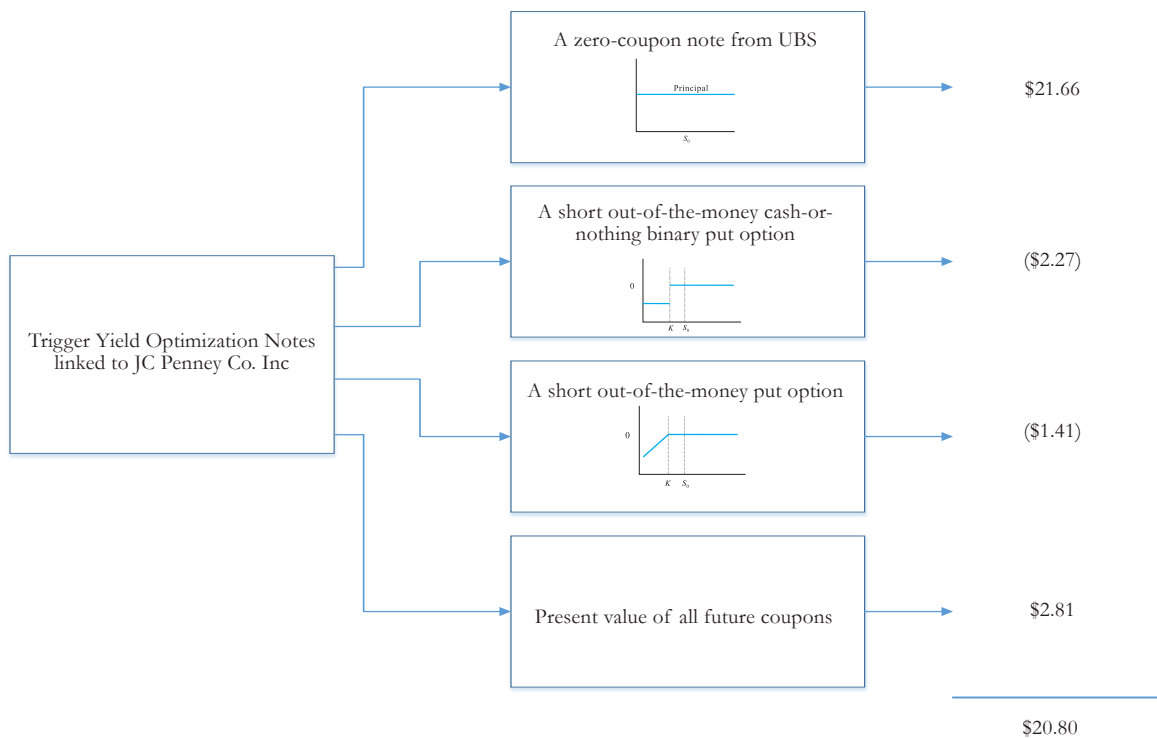 A zero-coupon note from UBS
Principal
S0
$21.66
A short out-of-the-money cash-or-
nothing binary put option
0
K S0
($2.27)
Trigger Yield Optimization Notes
linked to JC Penney Co. Inc
A short out-of-the-money put option
0
K S0
($1.41)
Present value of all future coupons
$2.81
$20.80